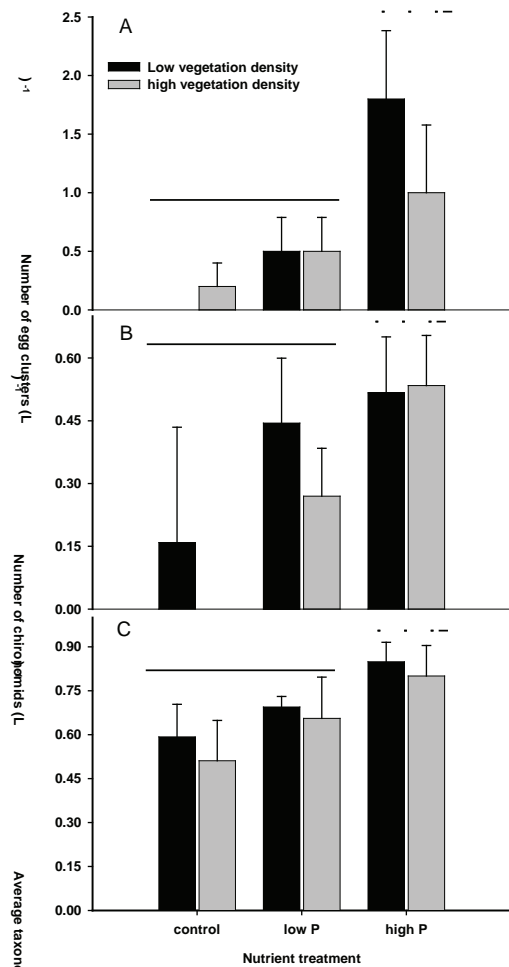 2.5
A
Low vegetation density
high vegetation density
2.0
1.5
1.0
0.5
0.0
Number of egg clusters (L
) -1
B
0.60
0.45
0.30
0.15
0.00
Number of chironomids (L
) -1
C
0.90
0.75
0.60
0.45
0.30
0.15
0.00
Average
control
low P
high P
Nutrient treatment